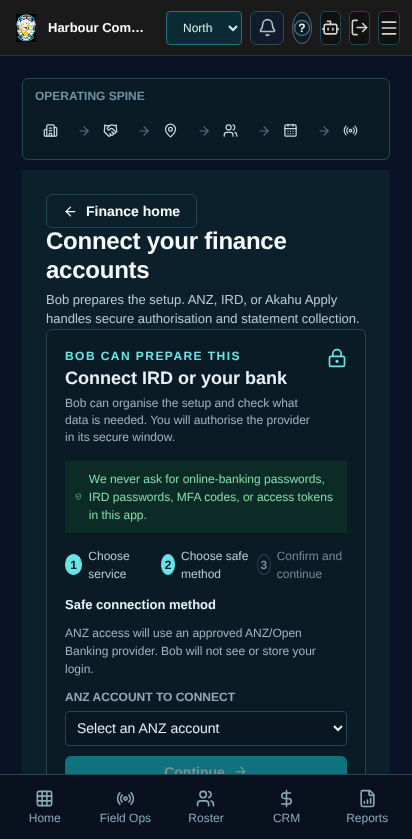 Harbour Com...
North
?
OPERATING SPINE
Finance home
Connect your finance
accounts
Bob prepares the setup. ANZ, IRD, or Akahu Apply
handles secure authorisation and statement collection.
BOB CAN PREPARE THIS
Connect IRD or your bank
Bob can organise the setup and check what
data is needed. You will authorise the provider
in its secure window.
We never ask for online-banking passwords,
IRD passwords, MFA codes, or access tokens
in this app.
1 Choose service
2 Choose safe method
3 Confirm and continue
Safe connection method
ANZ access will use an approved ANZ/Open
Banking provider. Bob will not see or store your
login.
ANZ ACCOUNT TO CONNECT
Select an ANZ account
Continue
Home Field Ops Roster CRM Reports